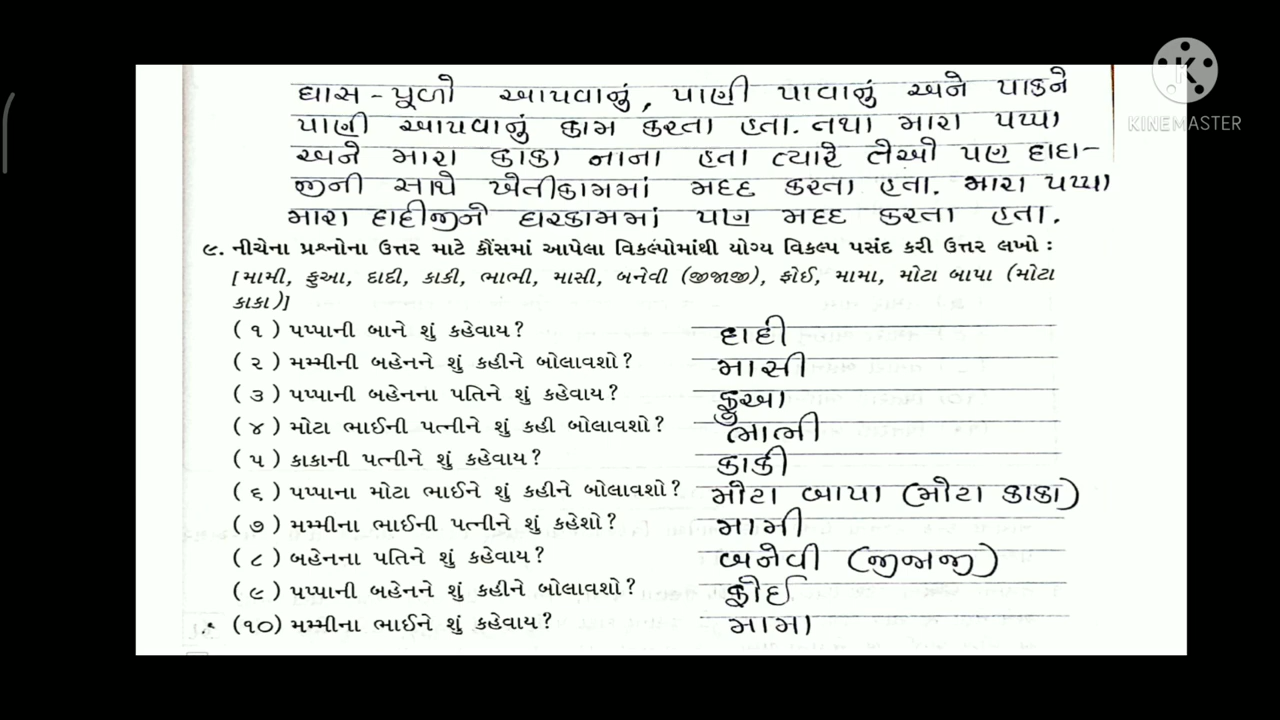 ઘાસ - પૂળો આપવાનું, પાણી પાવાનું અને પાકને
પાણી આપવાનું કામ કરતા હતા. તથા મારા પપ્પા
અને મારા કાકા નાના હતા ત્યારે તેઓ પણ દાદા-
જીની સાથે ખેતીકામમાં મદદ કરતા હતા. મારા પપ્પા
મારા દાદીજીને ઘરકામમાં પણ મદદ કરતા હતા.
૯. નીચેના પ્રશ્નોના ઉત્તર માટે કૌંસમાં આપેલા વિકલ્પોમાંથી યોગ્ય વિકલ્પ પસંદ કરી ઉત્તર લખો :
[મામી, ફુઆ, દાદી, કાકી, ભાભી, માસી, બનેવી (જીજાજી), ફોઈ, મામા, મોટા બાપા (મોટા
કાકા)]
(૧) પપ્પાની બાને શું કહેવાય? દાદી
(૨) મમ્મીની બહેનને શું કહીને બોલાવશો? માસી
(૩) પપ્પાની બહેનના પતિને શું કહેવાય? ફુઆ
(૪) મોટા ભાઈની પત્નીને શું કહી બોલાવશો? ભાભી
(૫) કાકાની પત્નીને શું કહેવાય? કાકી
(૬) પપ્પાના મોટા ભાઈને શું કહીને બોલાવશો? મોટા બાપા (મોટા કાકા)
(૭) મમ્મીના ભાઈની પત્નીને શું કહેશો? મામી
(૮) બહેનના પતિને શું કહેવાય? બનેવી (જીજાજી)
(૯) પપ્પાની બહેનને શું કહીને બોલાવશો? ફોઈ
(૧૦) મમ્મીના ભાઈને શું કહેવાય? મામા
KINEMASTER